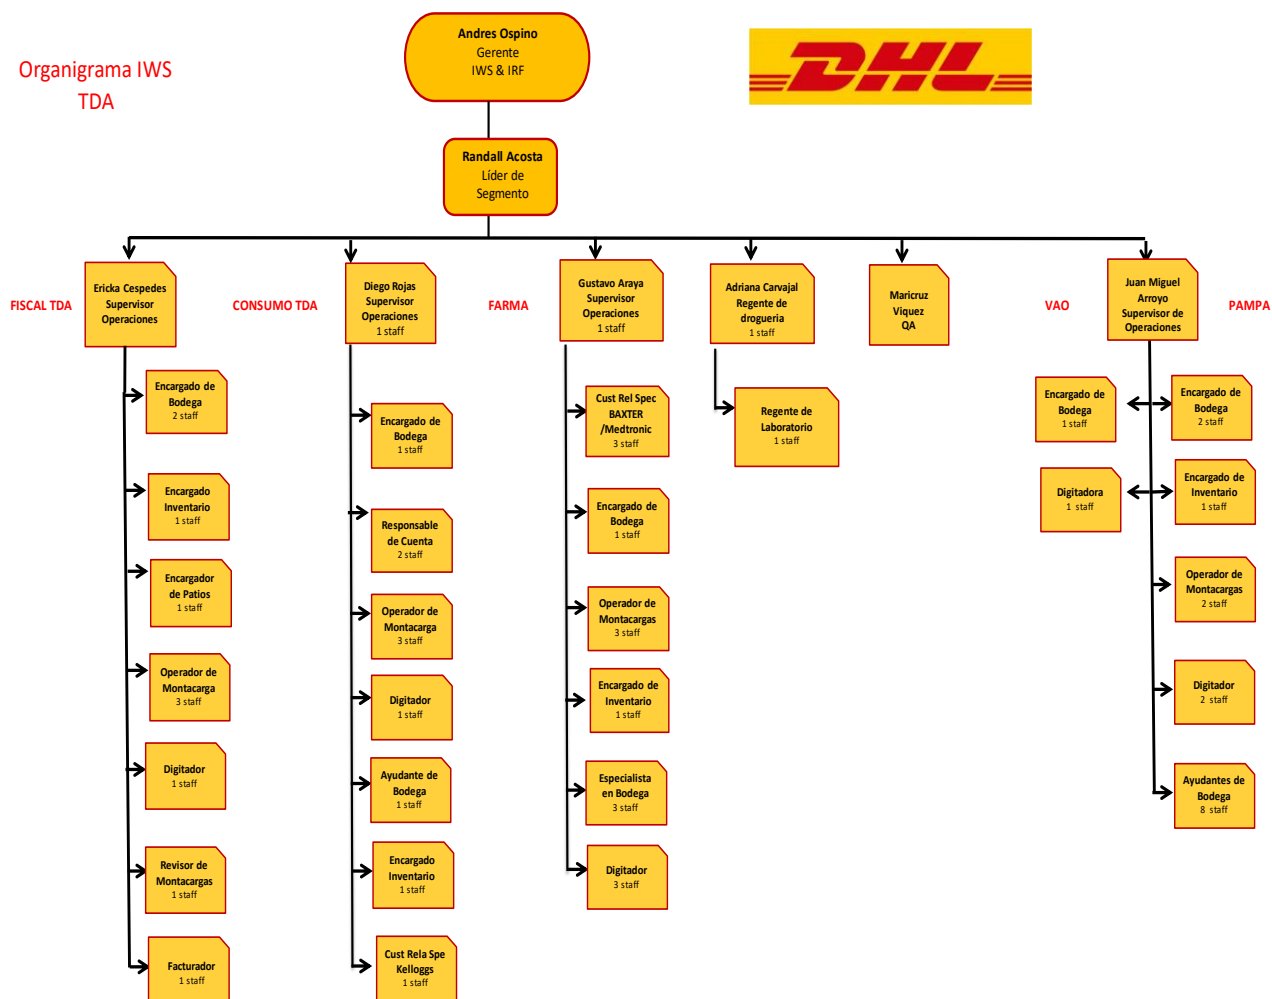 Organigrama IWS
TDA
Andres Ospino
Gerente
IWS & IRF
DHL
Randall Acosta
Líder de
Segmento
FISCAL TDA
Ericka Cespedes
Supervisor
Operaciones
CONSUMO TDA
Diego Rojas
Supervisor
Operaciones
1 staff
FARMA
Gustavo Araya
Supervisor
Operaciones
1 staff
Adriana Carvajal
Regente de
drogueria
1 staff
Maricruz
Viquez
QA
VAO
Juan Miguel
Arroyo
Supervisor de
Operaciones
PAMPA
Encargado de
Bodega
2 staff
Encargado
Inventario
1 staff
Encargador
de Patios
1 staff
Operador de
Montacarga
3 staff
Digitador
1 staff
Revisor de
Montacargas
1 staff
Facturador
1 staff
Encargado de
Bodega
1 staff
Responsable
de Cuenta
2 staff
Operador de
Montacarga
3 staff
Digitador
1 staff
Ayudante de
Bodega
1 staff
Encargado
Inventario
1 staff
Cust Rela Spe
Kelloggs
1 staff
Cust Rel Spec
BAXTER
/Medtronic
3 staff
Encargado de
Bodega
1 staff
Operador de
Montacargas
3 staff
Encargado de
Inventario
1 staff
Especialista
en Bodega
3 staff
Digitador
3 staff
Regente de
Laboratorio
1 staff
Encargado de
Bodega
1 staff
Digitadora
1 staff
Encargado de
Bodega
2 staff
Encargado de
Inventario
1 staff
Operador de
Montacargas
2 staff
Digitador
2 staff
Ayudantes de
Bodega
8 staff